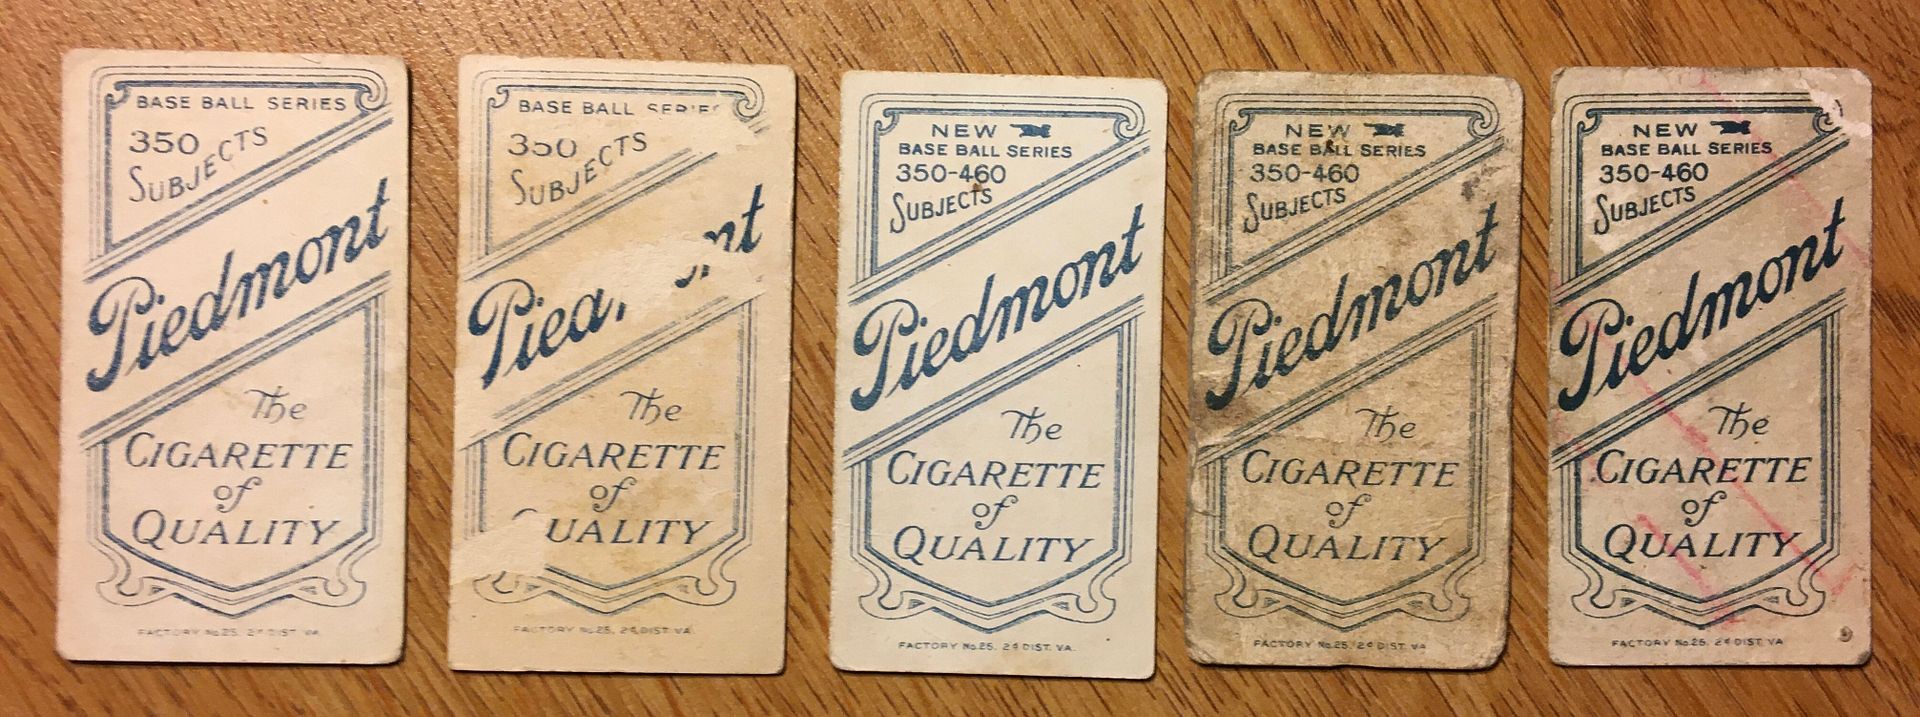 BASE BALL SERIES
350
SUBJECTS
Piedmont
The
CIGARETTE
of
QUALITY
FACTORY No.25, 2d DIST. VA.
BASE BALL SERIE
350
SUBJECTS
Pied nt
The
CIGARETTE
of
UALITY
FACTORY No.25, 2d DIST. VA.
NEW
BASE BALL SERIES
350-460
SUBJECTS
Piedmont
The
CIGARETTE
of
QUALITY
FACTORY No.25, 2d DIST. VA.
NEW
BASE BALL SERIES
350-460
SUBJECTS
Piedmont
The
CIGARETTE
of
QUALITY
FACTORY No.25, 2d DIST. VA
NEW
BASE BALL SERIES
350-460
SUBJECTS
Piedmont
The
CIGARETTE
of
QUALITY
FACTORY No.25, 2d DIST. VA